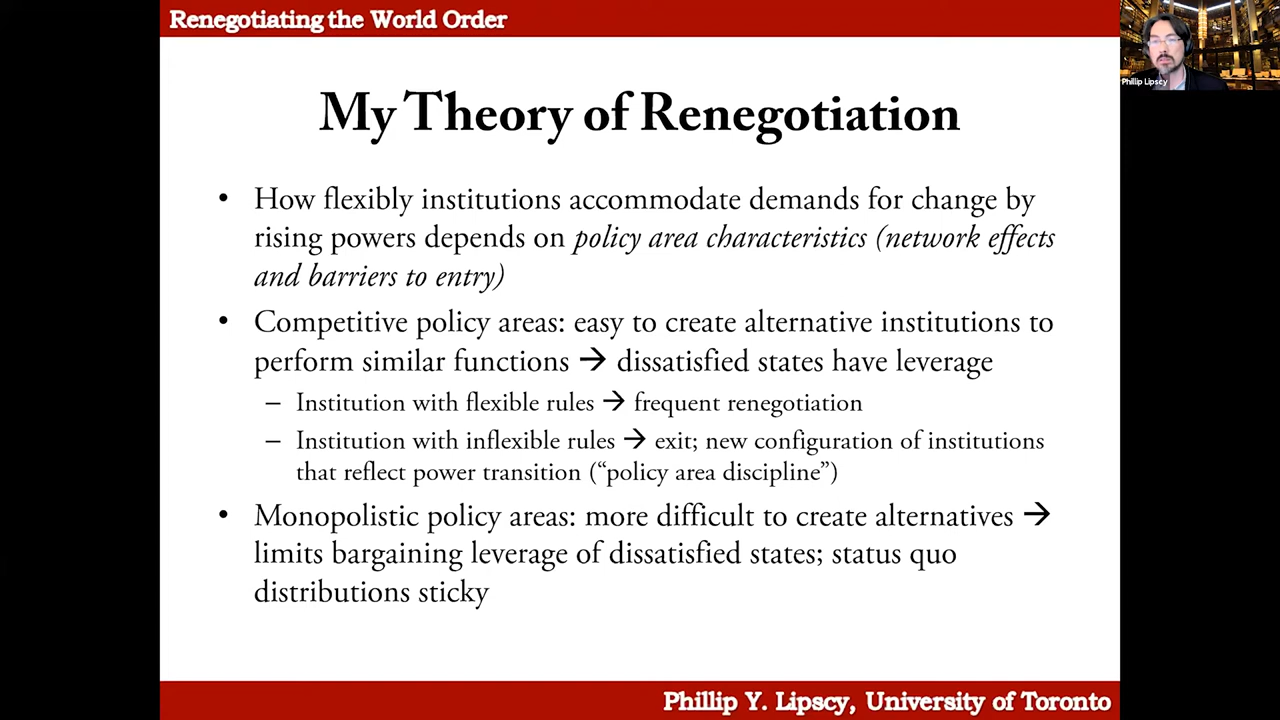 Renegotiating the World Order
Phillip Lipscy
My Theory of Renegotiation
• How flexibly institutions accommodate demands for change by
rising powers depends on policy area characteristics (network effects
and barriers to entry)
• Competitive policy areas: easy to create alternative institutions to
perform similar functions → dissatisfied states have leverage
– Institution with flexible rules → frequent renegotiation
– Institution with inflexible rules → exit; new configuration of institutions
that reflect power transition (“policy area discipline”)
• Monopolistic policy areas: more difficult to create alternatives →
limits bargaining leverage of dissatisfied states; status quo
distributions sticky
Phillip Y. Lipscy, University of Toronto